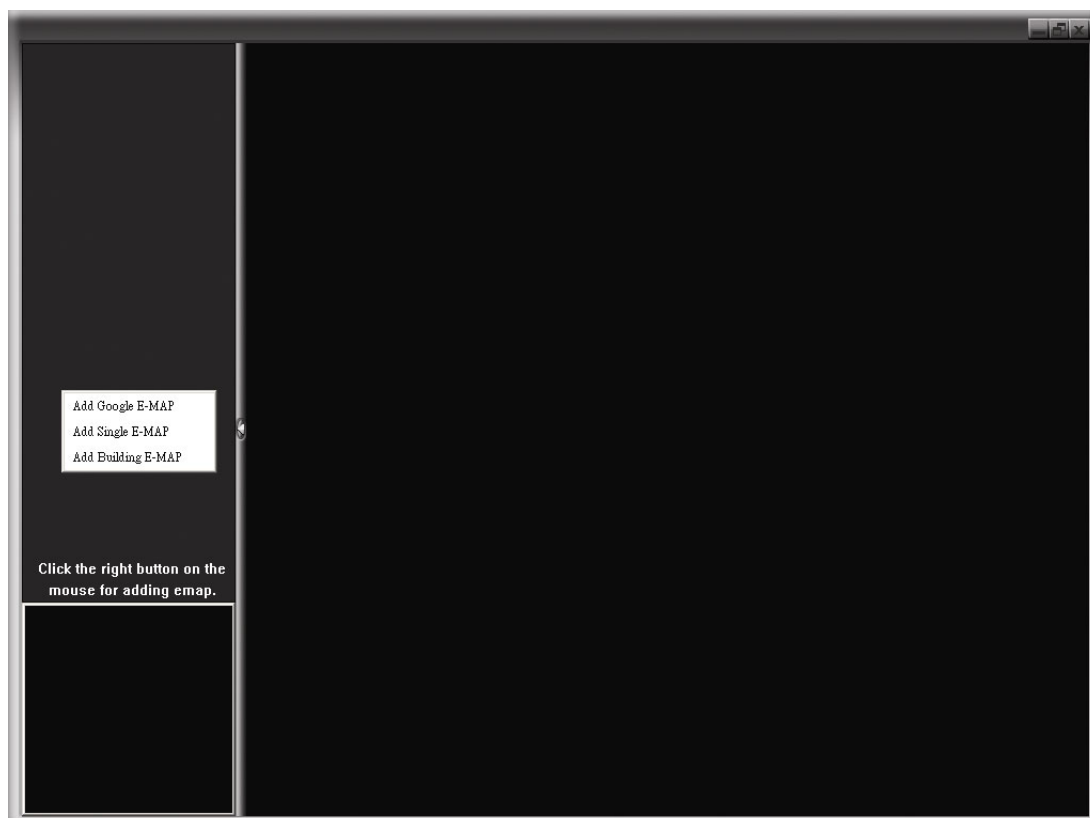 Add Google E-MAP
Add Single E-MAP
Add Building E-MAP
Click the right button on the
mouse for adding emap.